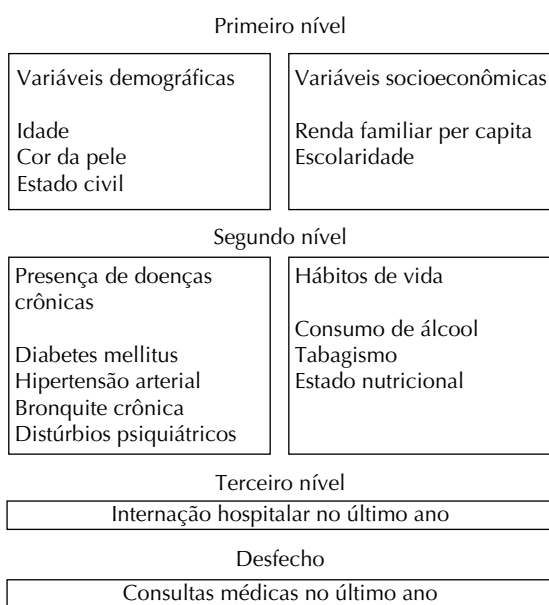 Primeiro nível
Variáveis demográficas
Idade
Cor da pele
Estado civil
Variáveis socioeconômicas
Renda familiar per capita
Escolaridade
Segundo nível
Presença de doenças
crônicas
Diabetes mellitus
Hipertensão arterial
Bronquite crônica
Distúrbios psiquiátricos
Hábitos de vida
Consumo de álcool
Tabagismo
Estado nutricional
Terceiro nível
Internação hospitalar no último ano
Desfecho
Consultas médicas no último ano